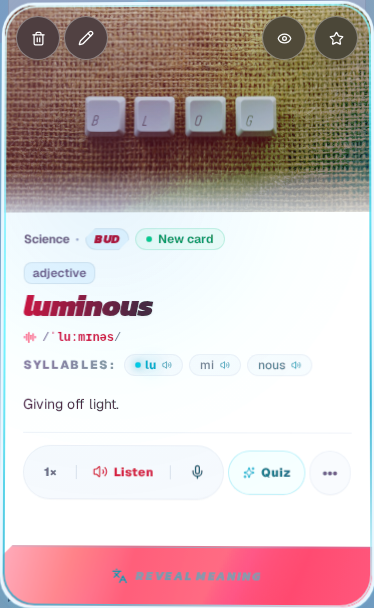 B L O G
Science • BUD New card
adjective
luminous
/ˈluːmɪnəs/
SYLLABLES: lu mi nous
Giving off light.
1× Listen Quiz •••
REVEAL MEANING